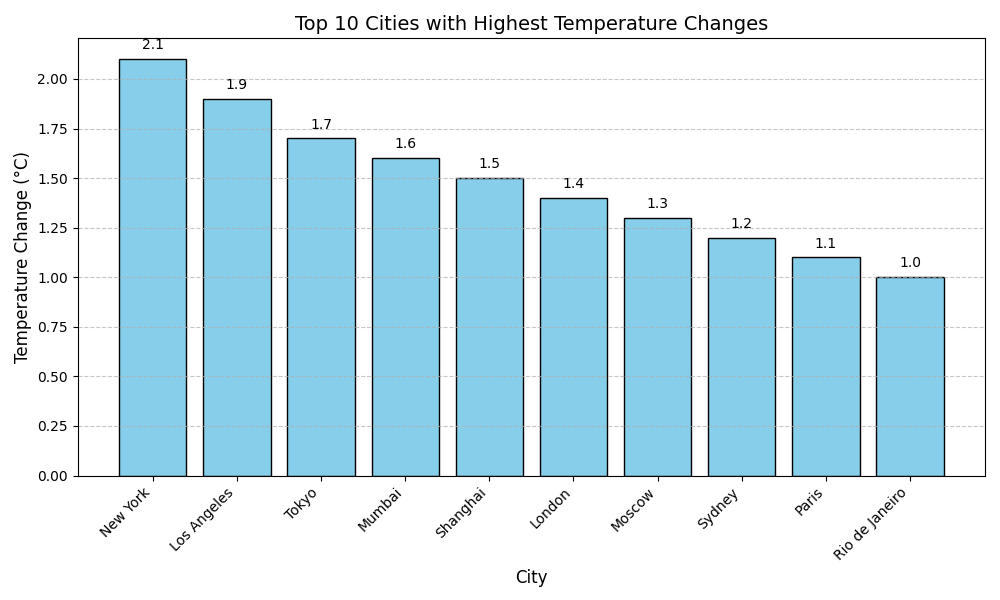 Top 10 Cities with Highest Temperature Changes
Temperature Change (°C)
2.00
1.75
1.50
1.25
1.00
0.75
0.50
0.25
0.00
2.1
1.9
1.7
1.6
1.5
1.4
1.3
1.2
1.1
1.0
New York
Los Angeles
Tokyo
Mumbai
Shanghai
London
Moscow
Sydney
Paris
Rio de Janeiro
City